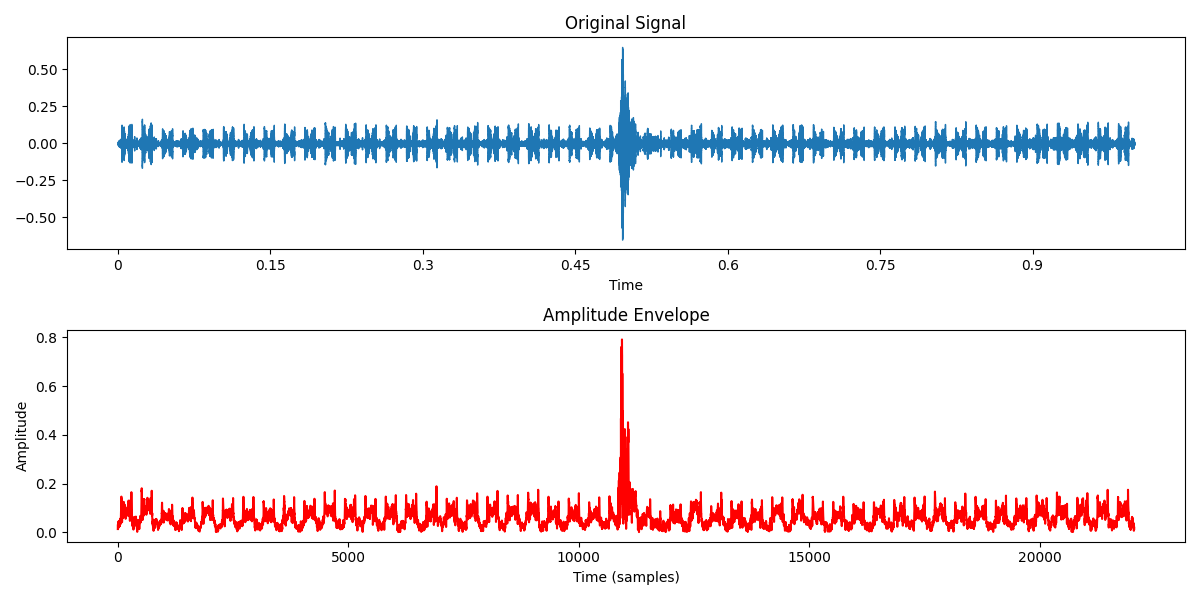 Original Signal
0.50
0.25
0.00
−0.25
−0.50
0 0.15 0.3 0.45 0.6 0.75 0.9
Time
Amplitude Envelope
Amplitude
0.8
0.6
0.4
0.2
0.0
0 5000 10000 15000 20000
Time (samples)